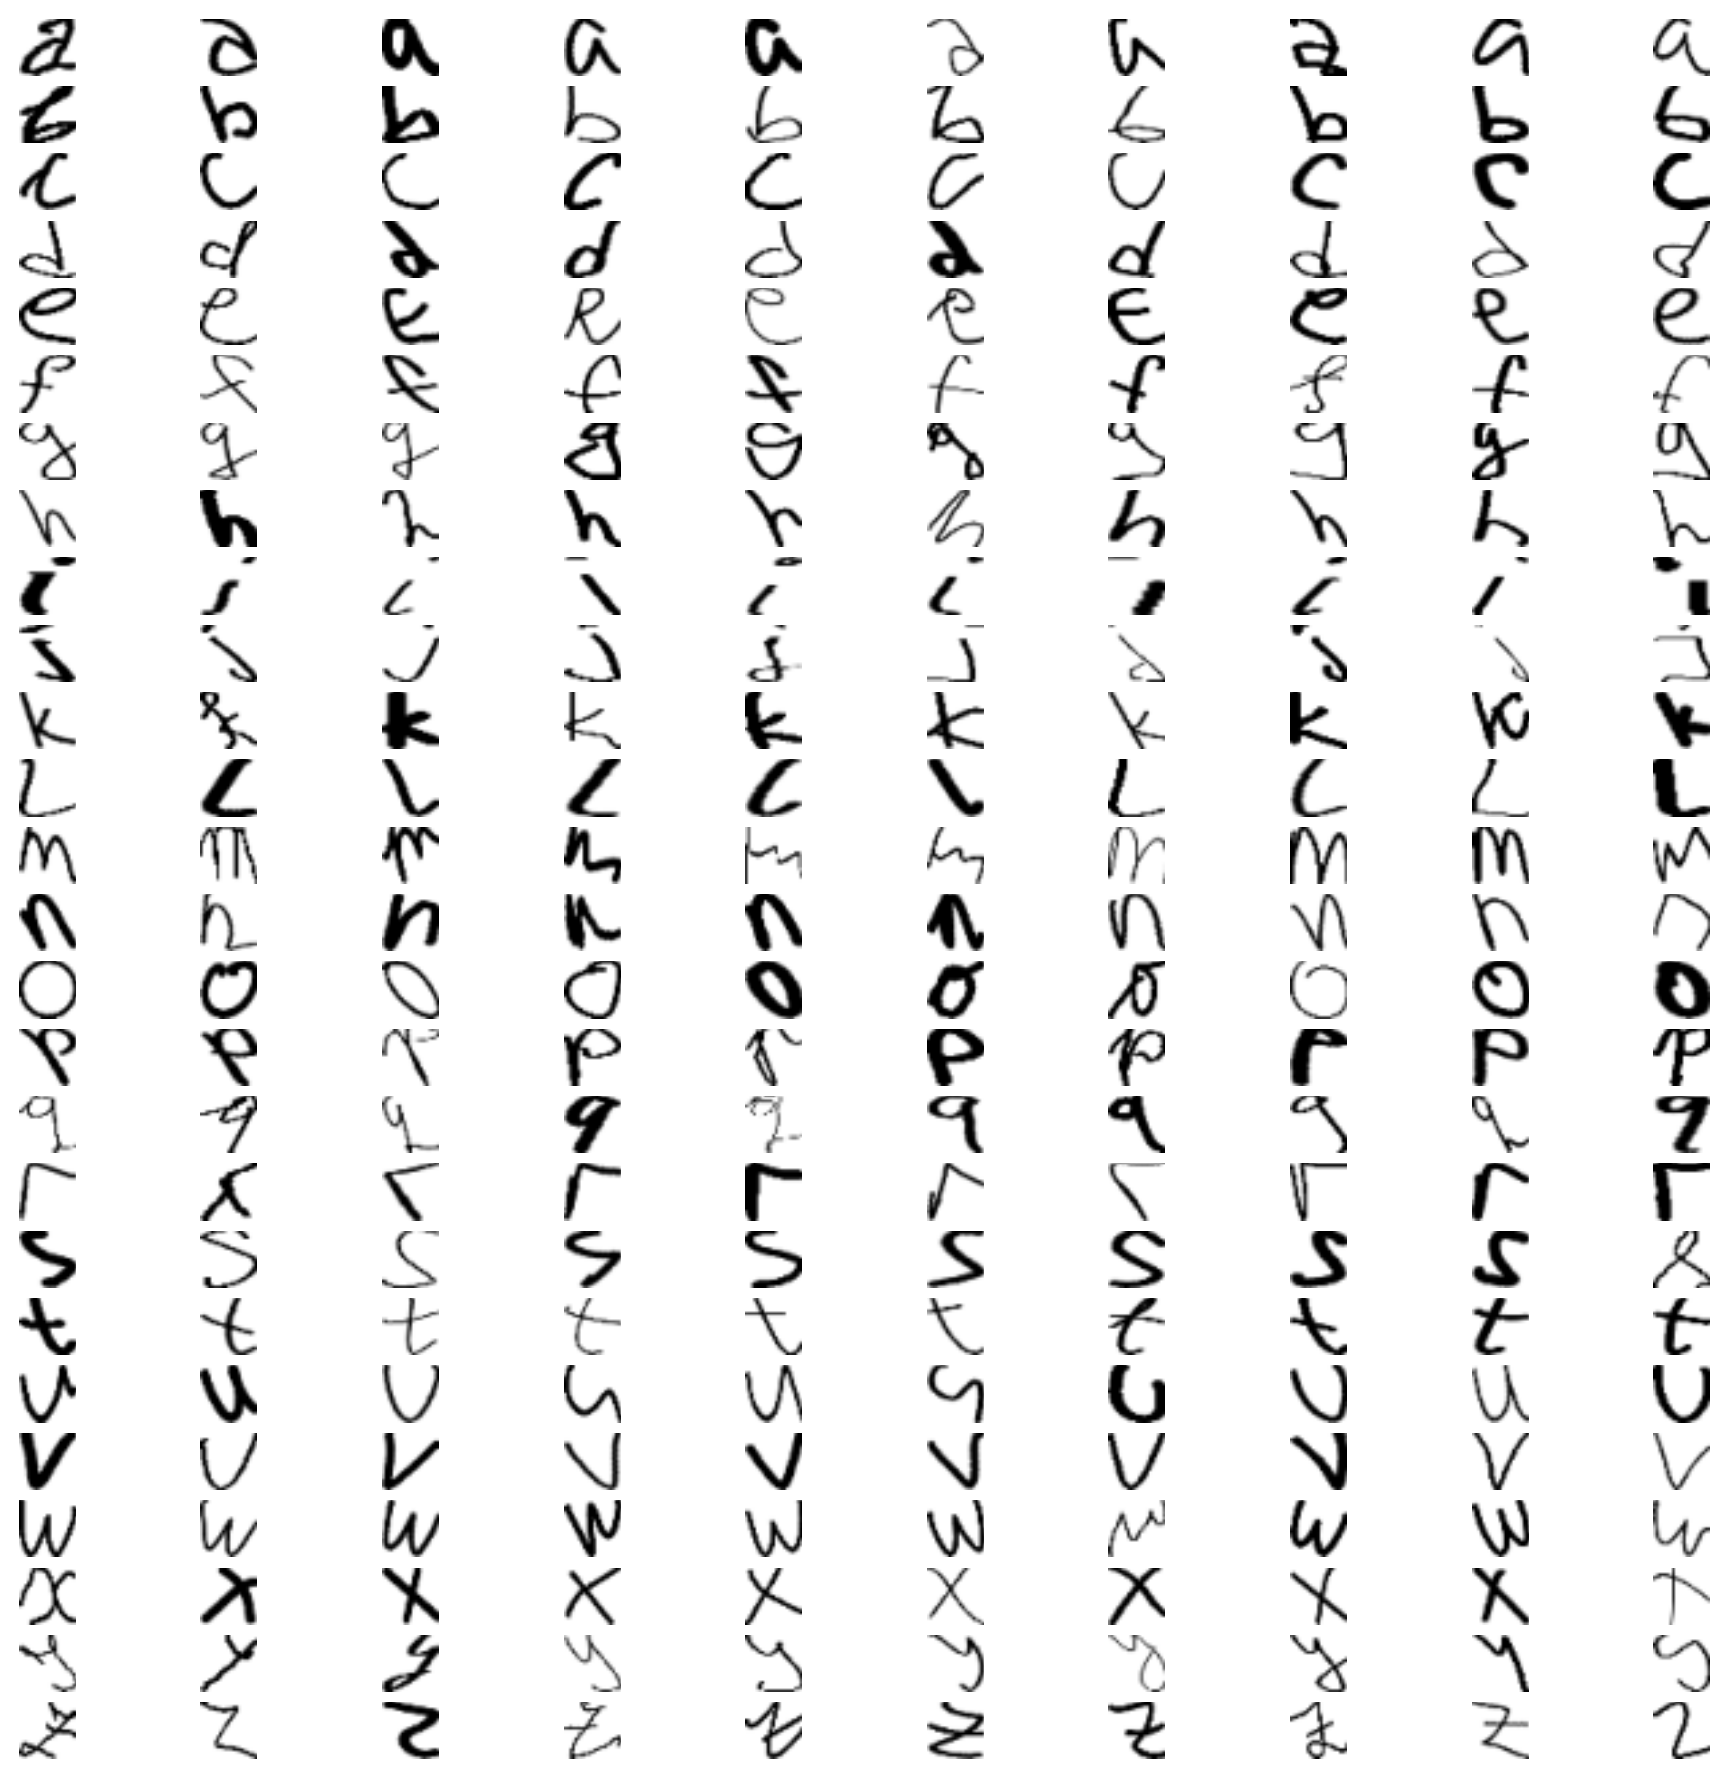 a a a a a a a a a a
b b b b b b b b b b
c c c c c c c c c c
d d d d d d d d d d
e e e e e e e e e e
f f f f f f f f f f
g g g g g g g g g g
h h h h h h h h h h
i i i i i i i i i i
j j j j j j j j j j
k k k k k k k k k k
l l l l l l l l l l
m m m m m m m m m m
n n n n n n n n n n
o o o o o o o o o o
p p p p p p p p p p
q q q q q q q q q q
r r r r r r r r r r
s s s s s s s s s s
t t t t t t t t t t
u u u u u u u u u u
v v v v v v v v v v
w w w w w w w w w w
x x x x x x x x x x
y y y y y y y y y y
z z z z z z z z z z